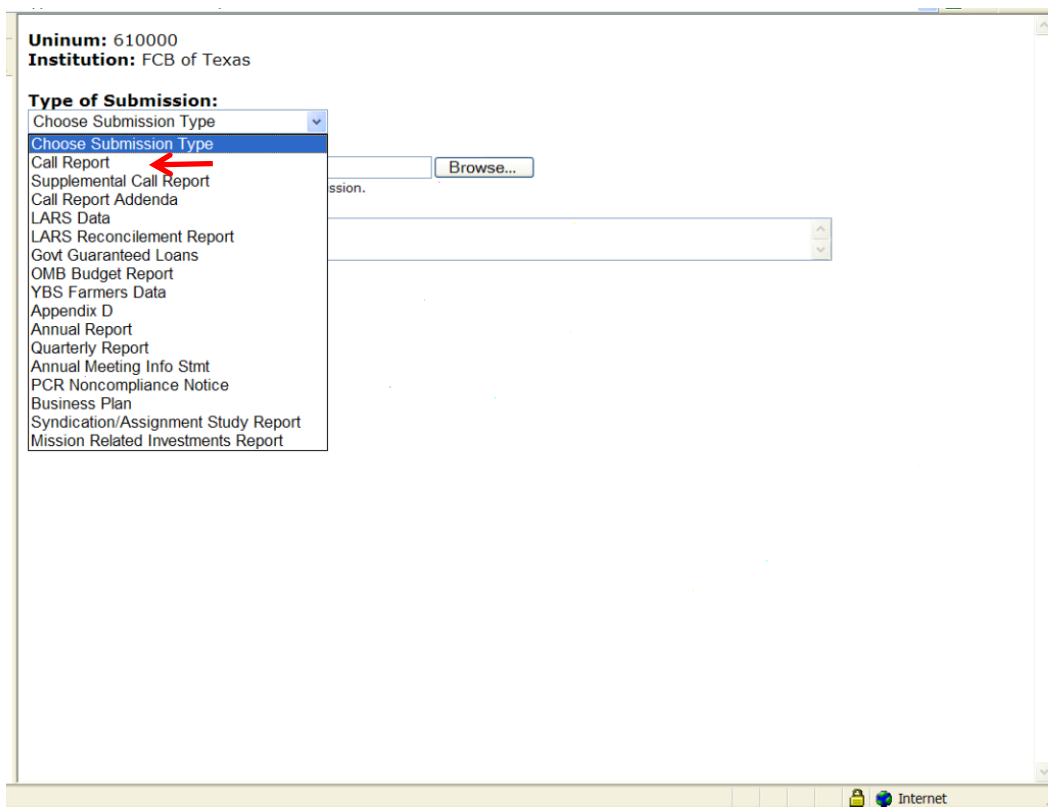 Uninum: 610000
Institution: FCB of Texas
Type of Submission:
Choose Submission Type
Choose Submission Type
Call Report
Browse...
Supplemental Call Report
ssion.
Call Report Addenda
LARS Data
LARS Reconcilement Report
Govt Guaranteed Loans
OMB Budget Report
YBS Farmers Data
Appendix D
Annual Report
Quarterly Report
Annual Meeting Info Stmt
PCR Noncompliance Notice
Business Plan
Syndication/Assignment Study Report
Mission Related Investments Report
Internet